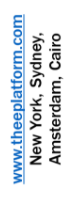 www.theeplatform.com
New York, Sydney,
Amsterdam, Cairo